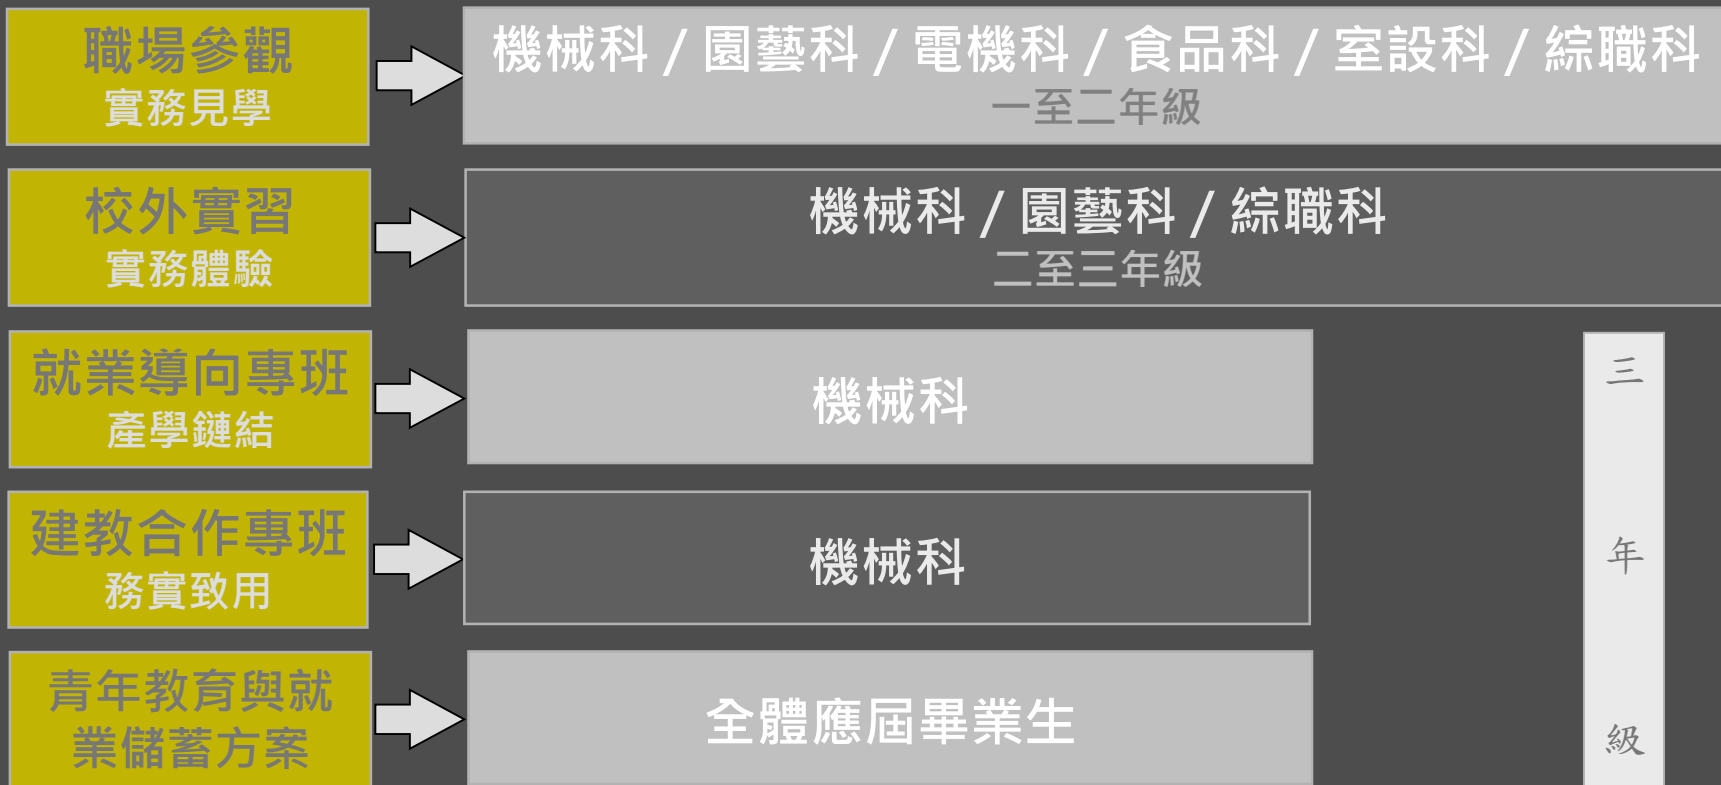 職場參觀
實務見學
機械科 / 園藝科 / 電機科 / 食品科 / 室設科 / 綜職科
一至二年級
校外實習
實務體驗
機械科 / 園藝科 / 綜職科
二至三年級
就業導向專班
產學鏈結
機械科
建教合作專班
務實致用
機械科
青年教育與就
業儲蓄方案
全體應屆畢業生
三
年
級